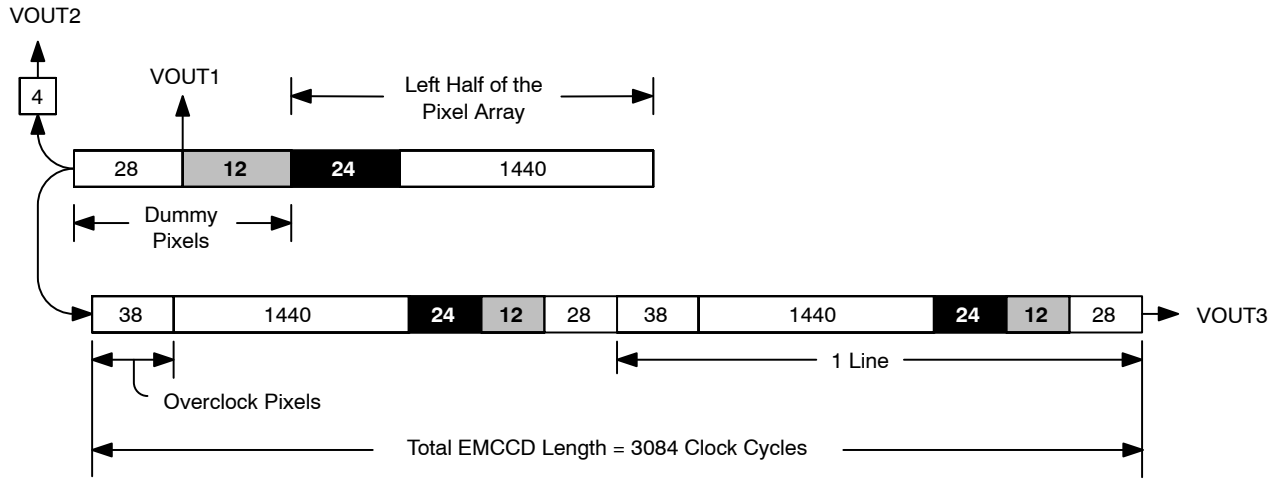 VOUT2
4
VOUT1
Left Half of the
Pixel Array
28 12 24 1440
Dummy
Pixels
38 1440 24 12 28 38 1440 24 12 28 VOUT3
1 Line
Overclock Pixels
Total EMCCD Length = 3084 Clock Cycles